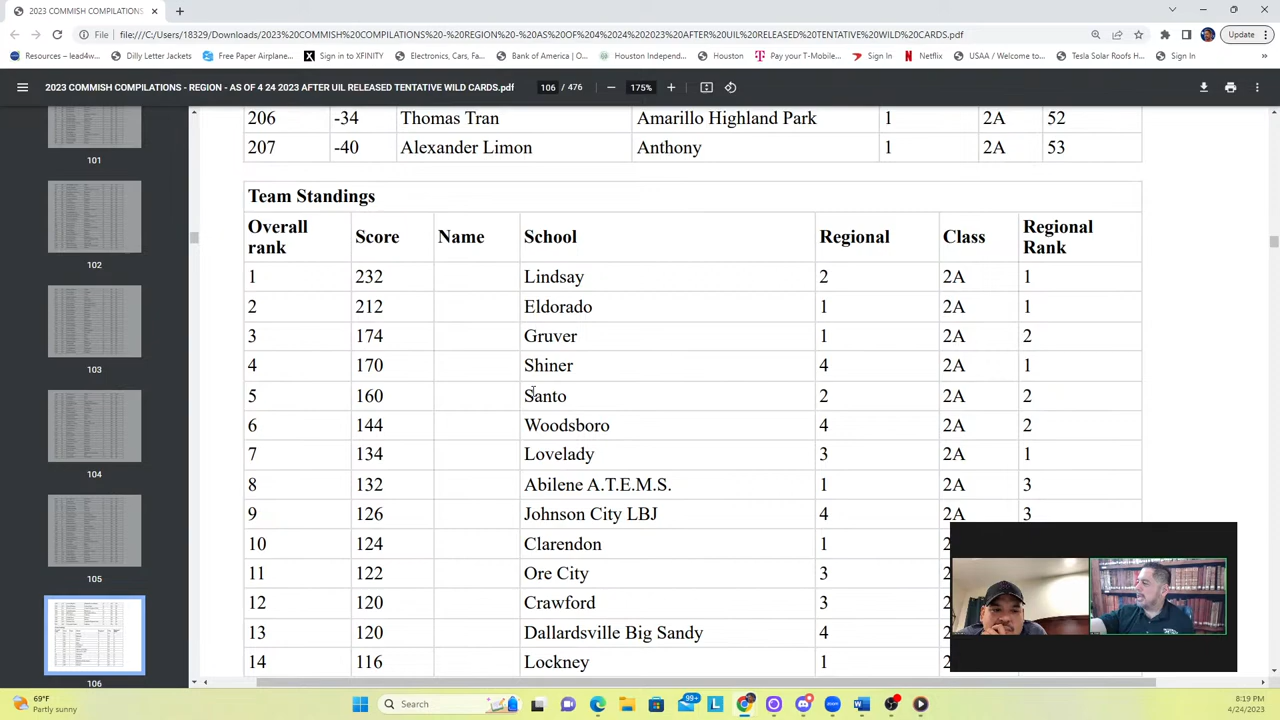 2023 COMMISH COMPILATIONS
File | file:///C:/Users/18329/Downloads/2023%20COMMISH%20COMPILATIONS%20-%20REGION%20-%20AS%20OF%204%2024%202023%20AFTER%20UIL%20RELEASED%20TENTATIVE%20WILD%20CARDS.pdf
Update
Resources – lead4w... Dilly Letter Jackets Free Paper Airplane... Sign in to XFINITY Electronics, Cars, Fa... Bank of America | O... Houston Independ... Houston Pay your T-Mobile... Sign In Netflix USAA / Welcome to... Tesla Solar Roofs H... Sign In »
2023 COMMISH COMPILATIONS - REGION - AS OF 4 24 2023 AFTER UIL RELEASED TENTATIVE WILD CARDS.pdf 106 / 476 175%
101
102
103
104
105
106
206 -34 Thomas Tran Amarillo Highland Park 1 2A 52
207 -40 Alexander Limon Anthony 1 2A 53
Team Standings
Overall rank Score Name School Regional Class Regional Rank
1 232 Lindsay 2 2A 1
2 212 Eldorado 1 2A 1
3 174 Gruver 1 2A 2
4 170 Shiner 4 2A 1
5 160 Santo 2 2A 2
6 144 Woodsboro 4 2A 2
7 134 Lovelady 3 2A 1
8 132 Abilene A.T.E.M.S. 1 2A 3
9 126 Johnson City LBJ 4 2A 3
10 124 Clarendon 1 2
11 122 Ore City 3 2
12 120 Crawford 3 2
13 120 Dallardsville Big Sandy 4 2
14 116 Lockney 1 2
69°F
Partly sunny
Search
99+
8:19 PM
4/24/2023